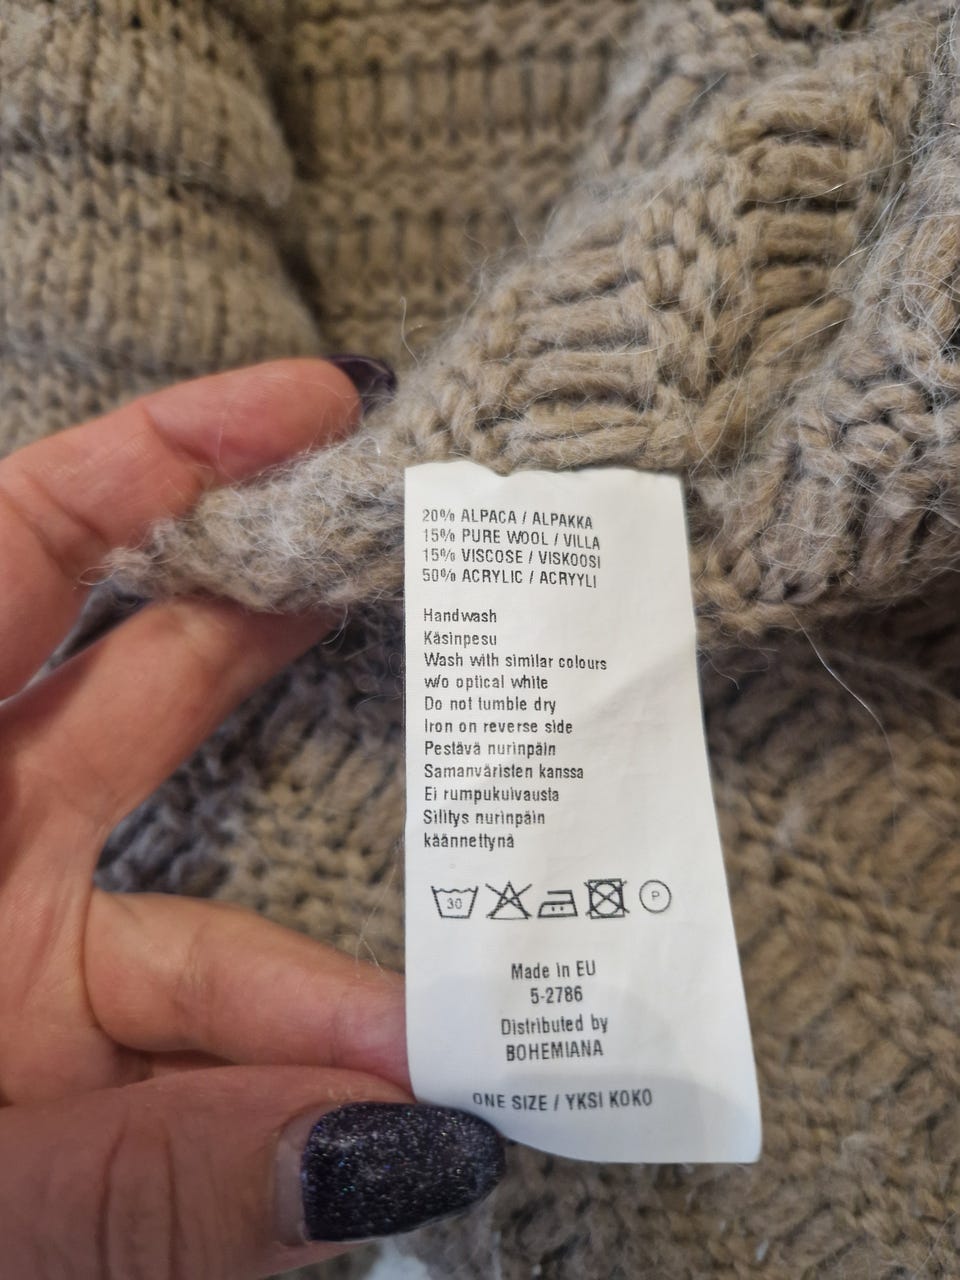 20% ALPACA / ALPAKKA
15% PURE WOOL / VILLA
15% VISCOSE / VISKOOSI
50% ACRYLIC / ACRYYLI
Handwash
Käsinpesu
Wash with similar colours
w/o optical white
Do not tumble dry
Iron on reverse side
Pestävä nurinpäin
Samanväristen kanssa
Ei rumpukuivausta
Silitys nurinpäin
käännettynä
30 P
Made in EU
5-2786
Distributed by
BOHEMIANA
ONE SIZE / YKSI KOKO